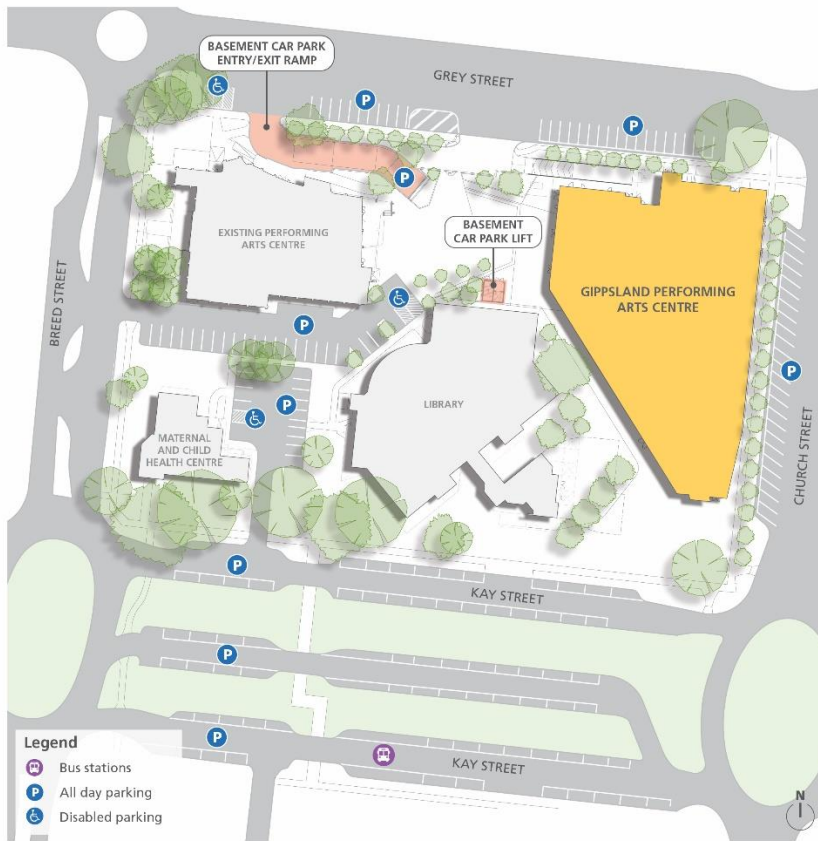 BASEMENT CAR PARK
ENTRY/EXIT RAMP
GREY STREET
P
P
P
EXISTING PERFORMING
ARTS CENTRE
BASEMENT
CAR PARK LIFT
GIPPSLAND PERFORMING
ARTS CENTRE
BREED STREET
P
P
LIBRARY
P
MATERNAL
AND CHILD
HEALTH CENTRE
CHURCH STREET
P
KAY STREET
P
P
KAY STREET
Legend
Bus stations
P All day parking
Disabled parking
N